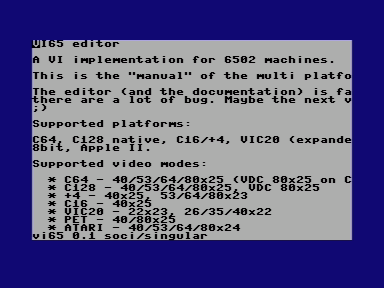 VI65 editor
A VI implementation for 6502 machines.
This is the "manual" of the multi platfo
The editor (and the documentation) is fa
there are a lot of bug. Maybe the next v
;)
Supported platforms:
C64, C128 native, C16/+4, VIC20 (expande
8bit, Apple II.
Supported video modes:
* C64 - 40/53/64/80x25 (VDC 80x25 on C
* C128 - 40/53/64/80x25, VDC 80x25
* +4 - 40x25, 53/64/80x23
* C16 - 40x25
* VIC20 - 22x23, 26/35/40x22
* PET - 40/80x25
* ATARI - 40/53/64/80x24
vi65 0.1 soci/singular